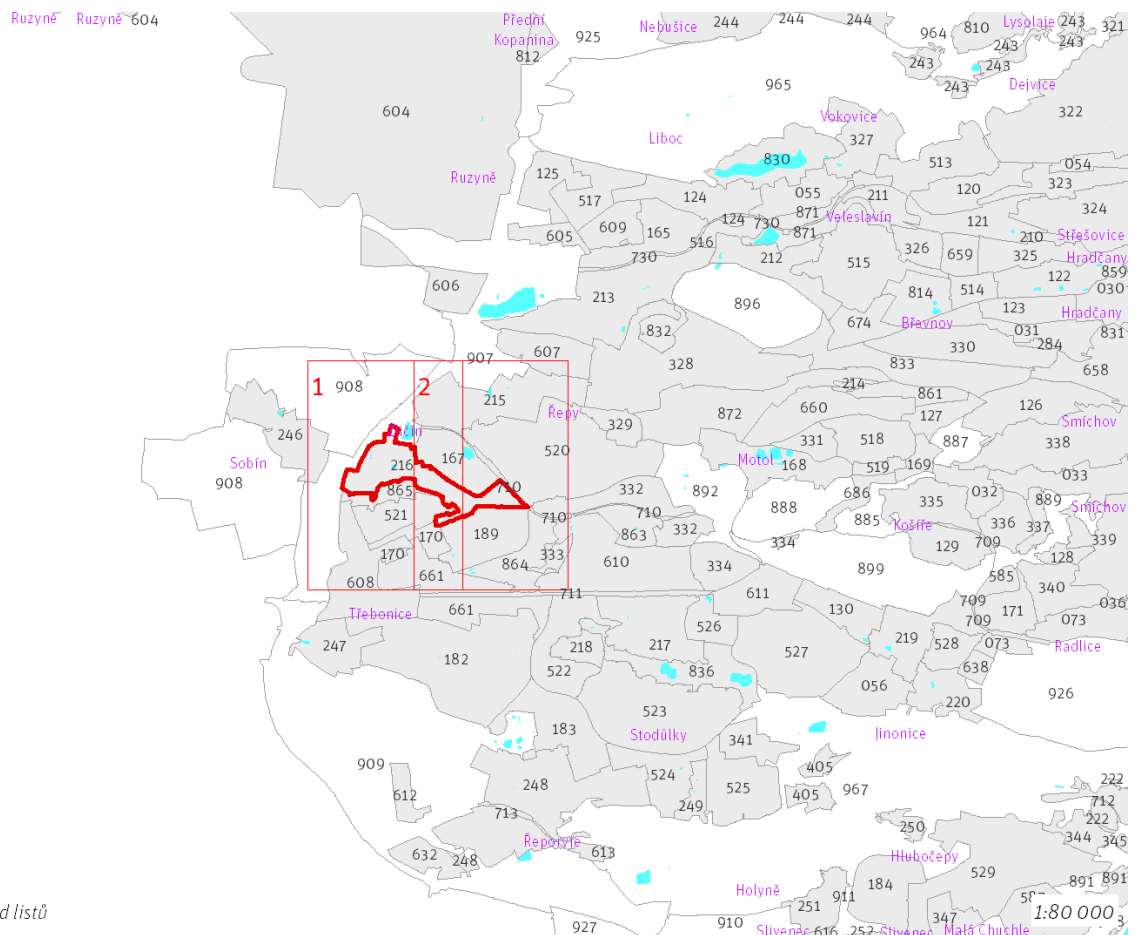 Ruzyně Ruzyně 604 Přední Nebušice 244 244 244 810 Lysolaje 243 321
Kopanina 925 964 243 243
812 243 243
965 243 Dejvice
604 322
Vokovice
Liboc 327
830 513 054
Ruzyně 125 323
517 124 055 211 120 324
124 730 871 Veleslavín 121
605 609 165 516 871 210 Střešovice
730 212 326 659 325 Hradčany
515 122 859
606 213 896 814 514 030
123 Hradčany
832 674 Břevnov 031 831
907 607 328 330 284
833 658
1 908 2 214
215 861
246 Řepy 872 660 127 126 Smíchov
329
216 167 520 331 518 887 338
Sobín Motol 168 519 169
908 710 332 892 686 033
865 710 888 335 032 889 Smíchov
521 710 332 885 Košíře 336 337 339
170 189 863 334 129 709
170 333 128
864 610 334 899 585
608 661 340
711 611 709 036
Třebonice 661 130 709 171 073
526 219 528 073 Radlice
247 218 217 527
182 522 836 638
056 926
523 220
183 Stodůlky 341 Jinonice
909 405
248 524 525 222
612 405 967 712
249 222
713 250 344 345
632 Řeporyje 613 Hlubočepy
248 529
Holyně 184 891 891
251 911
d listů 910 347 1:80 000
927 Slivenec 616 252 Slivenec Malá Chuchle